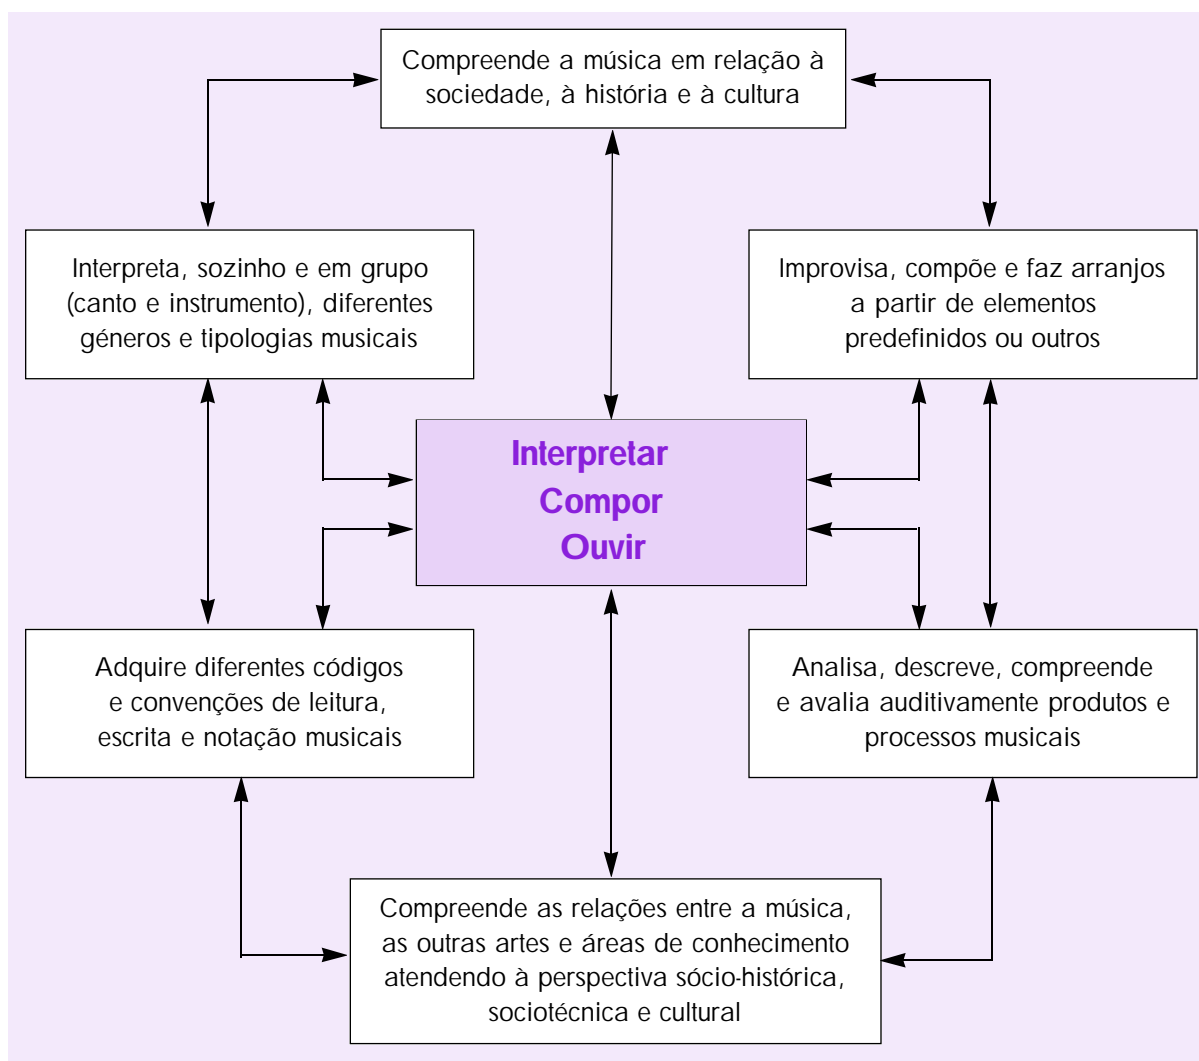 Compreende a música em relação à
sociedade, à história e à cultura
Interpreta, sozinho e em grupo
(canto e instrumento), diferentes
géneros e tipologias musicais
Improvisa, compõe e faz arranjos
a partir de elementos
predefinidos ou outros
Interpretar
Compor
Ouvir
Adquire diferentes códigos
e convenções de leitura,
escrita e notação musicais
Analisa, descreve, compreende
e avalia auditivamente produtos e
processos musicais
Compreende as relações entre a música,
as outras artes e áreas de conhecimento
atendendo à perspectiva sócio-histórica,
sociotécnica e cultural